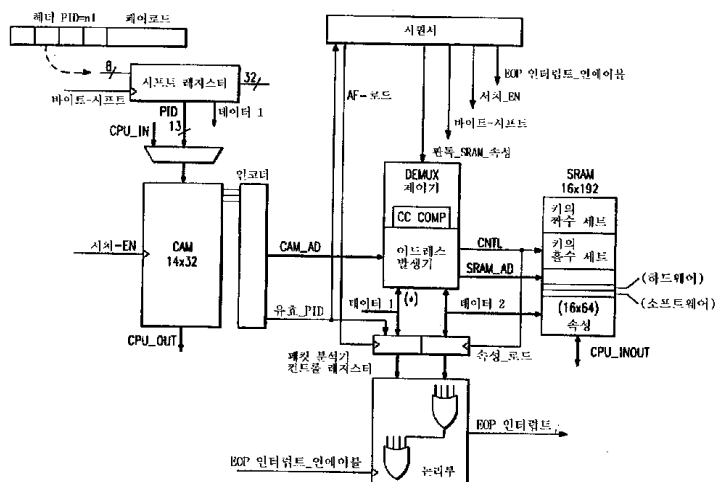 헤더 PID=n1 페이로드
8
시프트 레지스터
32
바이트-시프트
PID
13
데이터 1
CPU_IN
시퀀서
EOP 인터럽트_인에이블
서치_EN
바이트-시프트
AF-로드
판독_SRAM_속성
인코더
서치-EN
CAM
14x32
CPU_OUT
CAM_AD
유효_PID
DEMUX
제어기
CC COMP
어드레스
발생기
CNTL
SRAM_AD
데이터 1
(*)
데이터 2
SRAM
16x192
키의
짝수 세트
키의
홀수 세트
(하드웨어)
(소프트웨어)
(16x64)
속성
CPU_INOUT
패킷 분석기
컨트롤 레지스터
속성_로드
EOP 인터럽트
논리부
EOP 인터럽트_인에이블